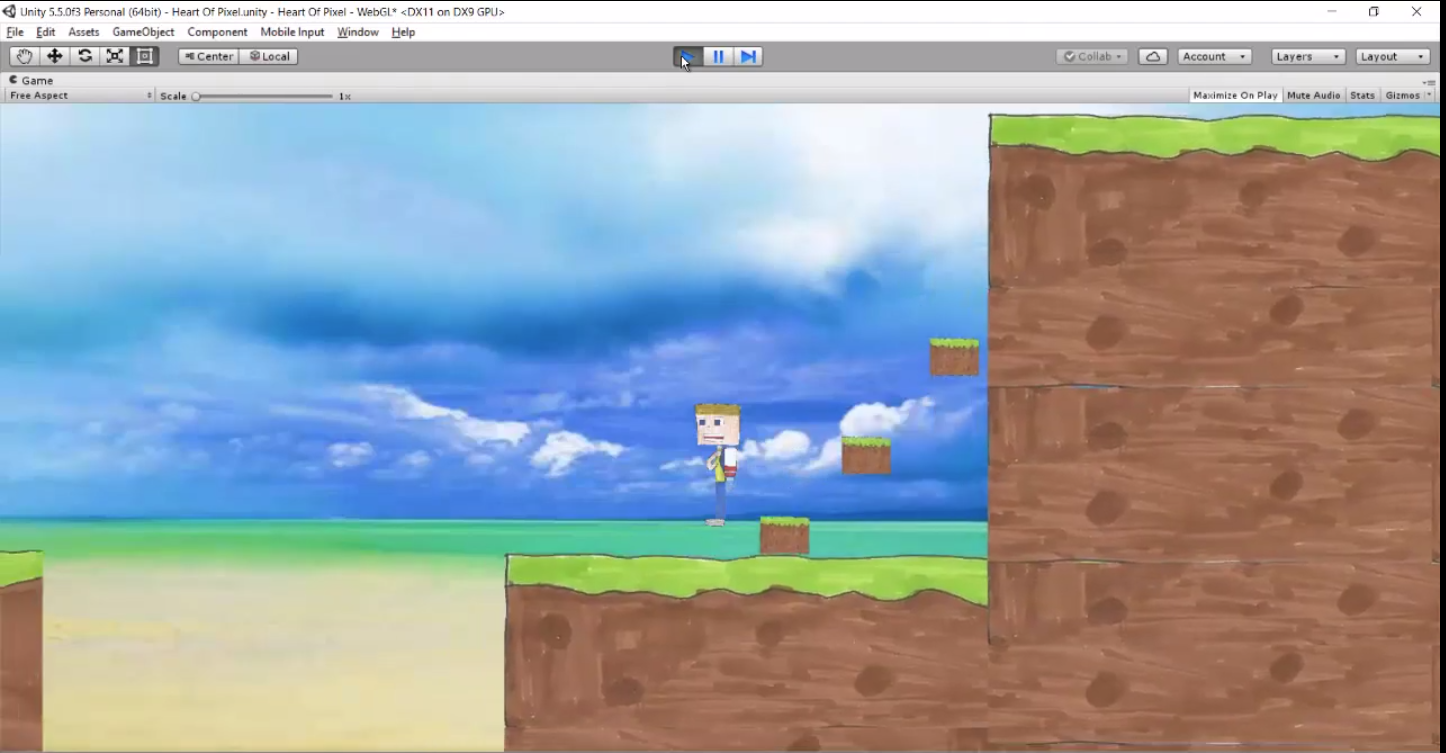 Unity 5.5.0f3 Personal (64bit) - Heart Of Pixel.unity - Heart Of Pixel - WebGL* <DX11 on DX9 GPU>
File Edit Assets GameObject Component Mobile Input Window Help
Center Local Collab Account Layers Layout
Game
Free Aspect Scale 1x Maximize On Play Mute Audio Stats Gizmos